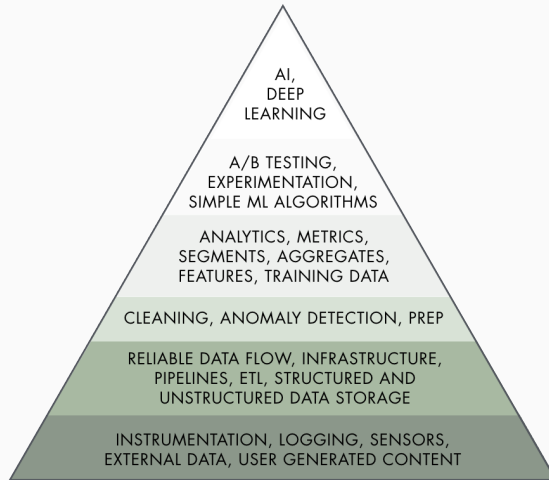 AI,
DEEP
LEARNING
A/B TESTING,
EXPERIMENTATION,
SIMPLE ML ALGORITHMS
ANALYTICS, METRICS,
SEGMENTS, AGGREGATES,
FEATURES, TRAINING DATA
CLEANING, ANOMALY DETECTION, PREP
RELIABLE DATA FLOW, INFRASTRUCTURE,
PIPELINES, ETL, STRUCTURED AND
UNSTRUCTURED DATA STORAGE
INSTRUMENTATION, LOGGING, SENSORS,
EXTERNAL DATA, USER GENERATED CONTENT